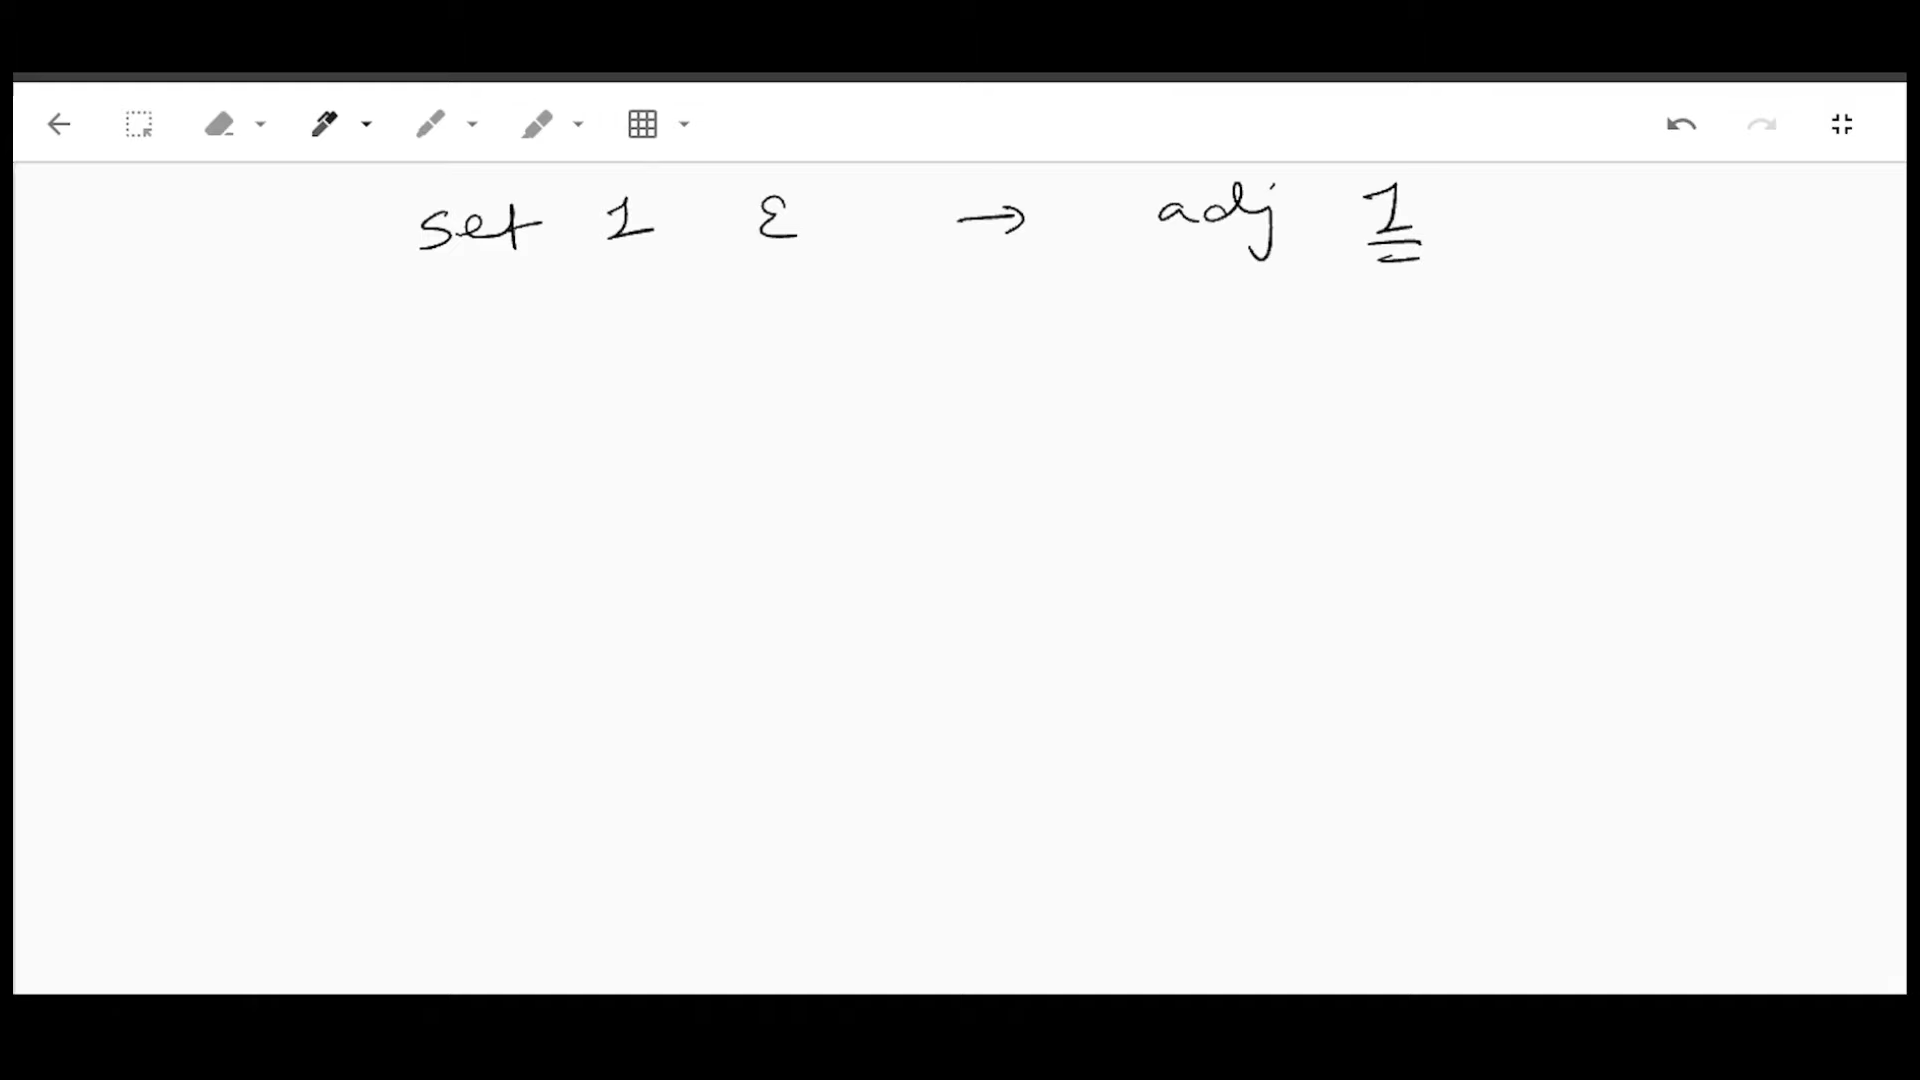 set 1 ε → adj 1